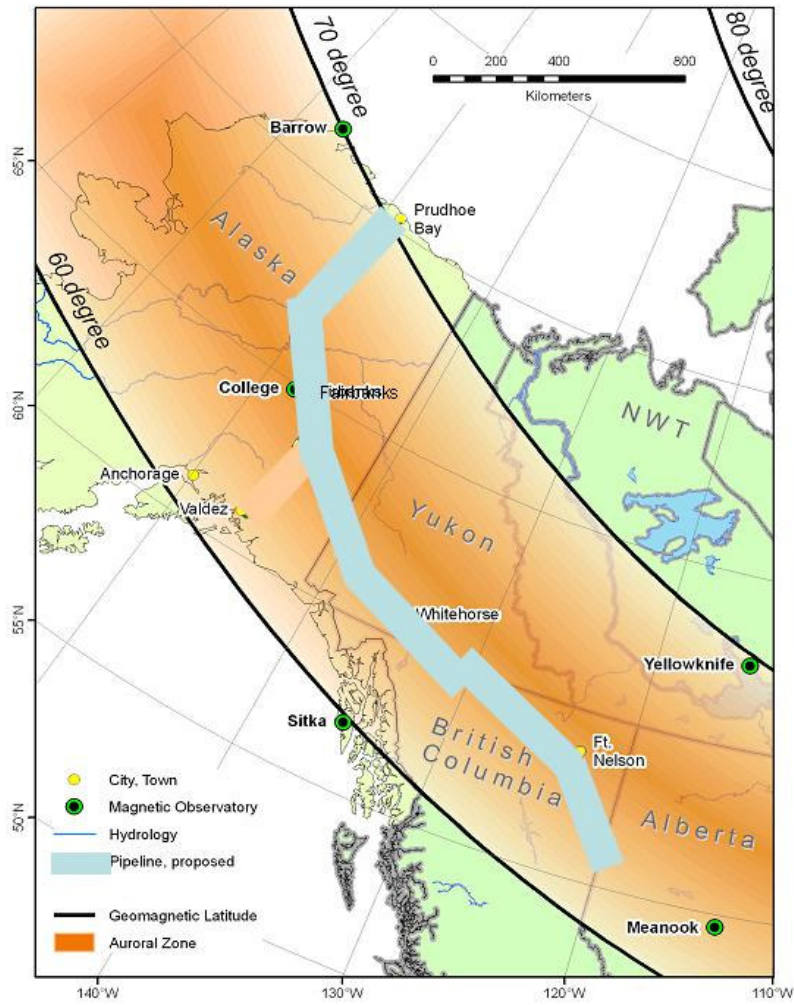 70 degree
80 degree
0 200 400 800
Kilometers
Barrow
65°N
Prudhoe
Bay
Alaska
60 degree
NWT
College
Fairbanks
60°N
Anchorage
Valdez
Yukon
Whitehorse
55°N
Yellowknife
Sitka
British
Columbia
Ft.
Nelson
City, Town
Magnetic Observatory
50°N
Hydrology
Alberta
Pipeline, proposed
Geomagnetic Latitude
Meanook
Auroral Zone
140°W
130°W
120°W
110°W